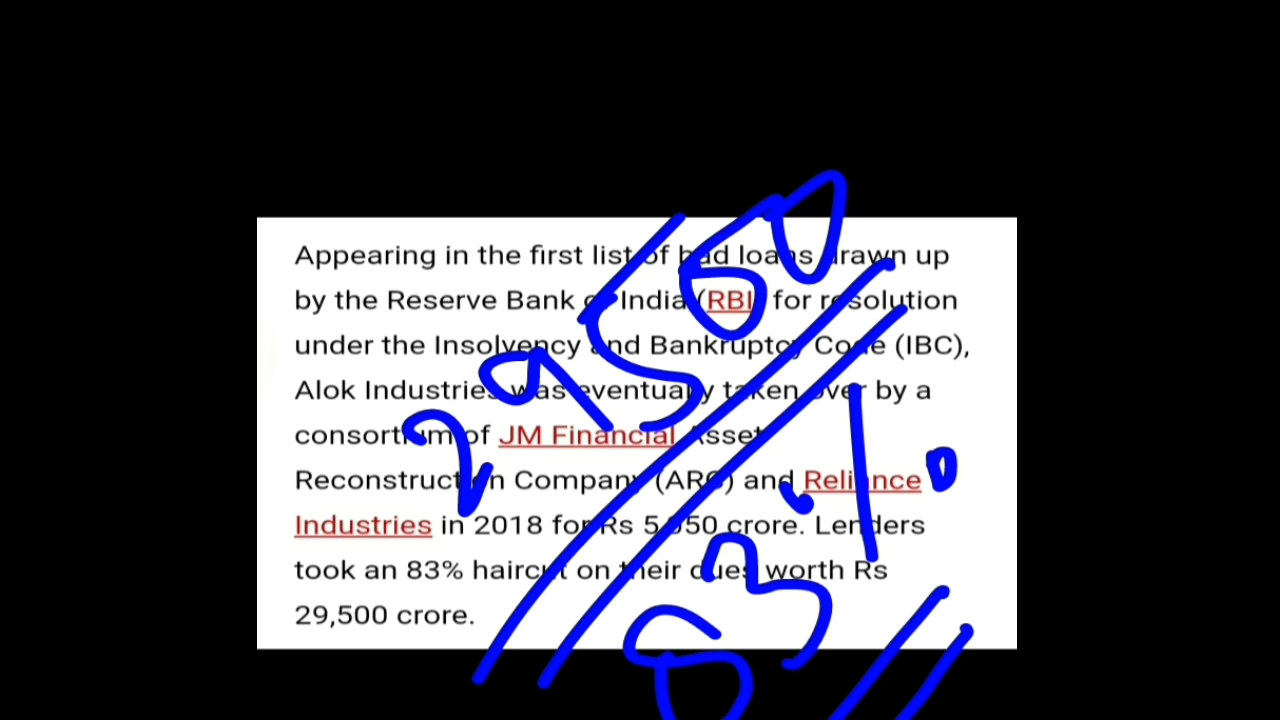 Appearing in the first list of bad loans drawn up
by the Reserve Bank of India (RBI) for resolution
under the Insolvency and Bankruptcy Code (IBC),
Alok Industries was eventually taken over by a
consortium of JM Financial Asset
Reconstruction Company (ARC) and Reliance
Industries in 2018 for Rs 5,050 crore. Lenders
took an 83% haircut on their dues worth Rs
29,500 crore.
29500
83%